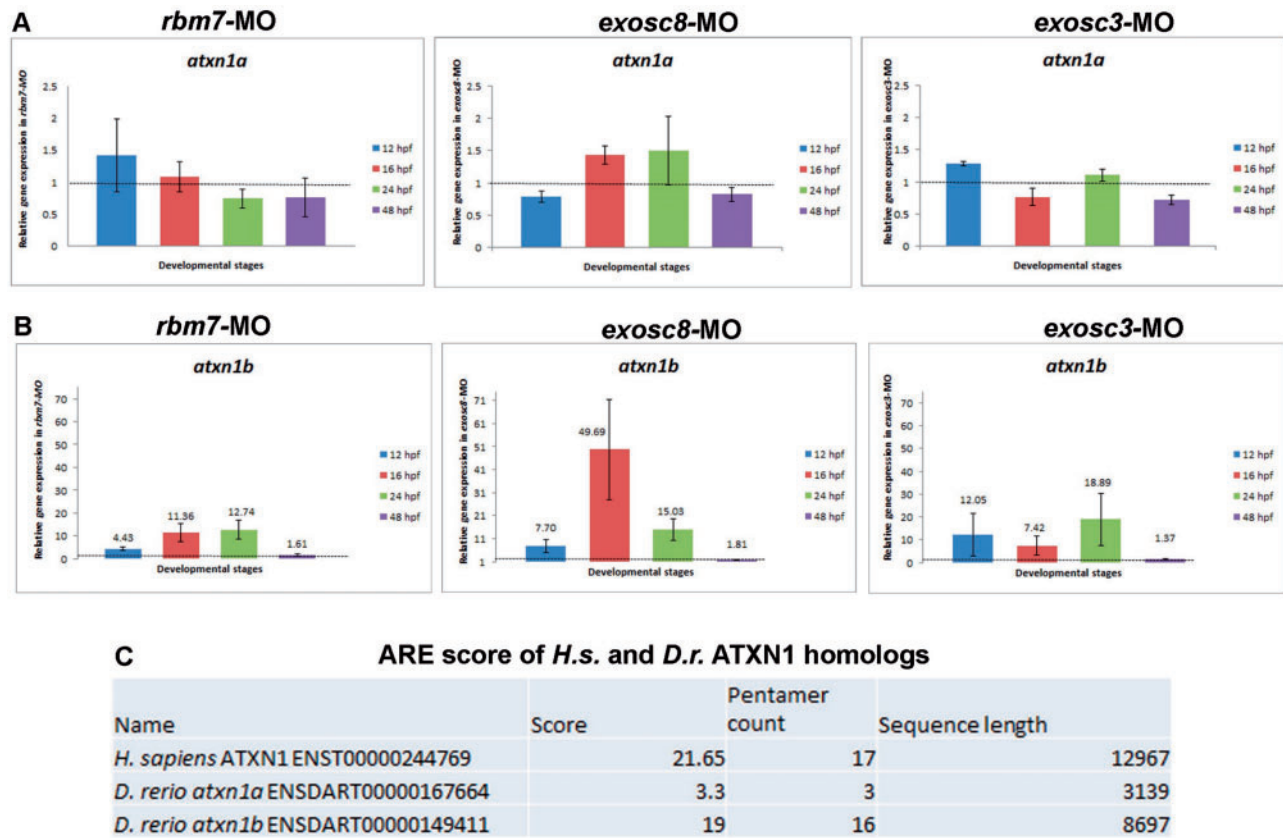 A
rbm7-MO
exosc8-MO
exosc3-MO
atxn1a
Relative gene expression in rbm7-MO
2.5
2
1.5
1
0.5
0
Developmental stages
12 hpf
16 hpf
24 hpf
48 hpf
atxn1a
Relative gene expression in exosc8-MO
2.5
2
1.5
1
0.5
0
Developmental stages
12 hpf
16 hpf
24 hpf
48 hpf
atxn1a
Relative gene expression in exosc3-MO
2.5
2
1.5
1
0.5
0
Developmental stages
12 hpf
16 hpf
24 hpf
48 hpf
B
rbm7-MO
exosc8-MO
exosc3-MO
atxn1b
Relative gene expression in rbm7-MO
70
60
50
40
30
20
10
0
4.43
11.36
12.74
1.61
Developmental stages
12 hpf
16 hpf
24 hpf
48 hpf
atxn1b
Relative gene expression in exosc8-MO
71
61
51
41
31
21
11
1
7.70
49.69
15.03
1.81
Developmental stages
12 hpf
16 hpf
24 hpf
48 hpf
atxn1b
Relative gene expression in exosc3-MO
70
60
50
40
30
20
10
0
12.05
7.42
18.89
1.37
Developmental stages
12 hpf
16 hpf
24 hpf
48 hpf
C
ARE score of H.s. and D.r. ATXN1 homologs
Name Score Pentamer count Sequence length
H. sapiens ATXN1 ENST00000244769 21.65 17 12967
D. rerio atxn1a ENSDART00000167664 3.3 3 3139
D. rerio atxn1b ENSDART00000149411 19 16 8697